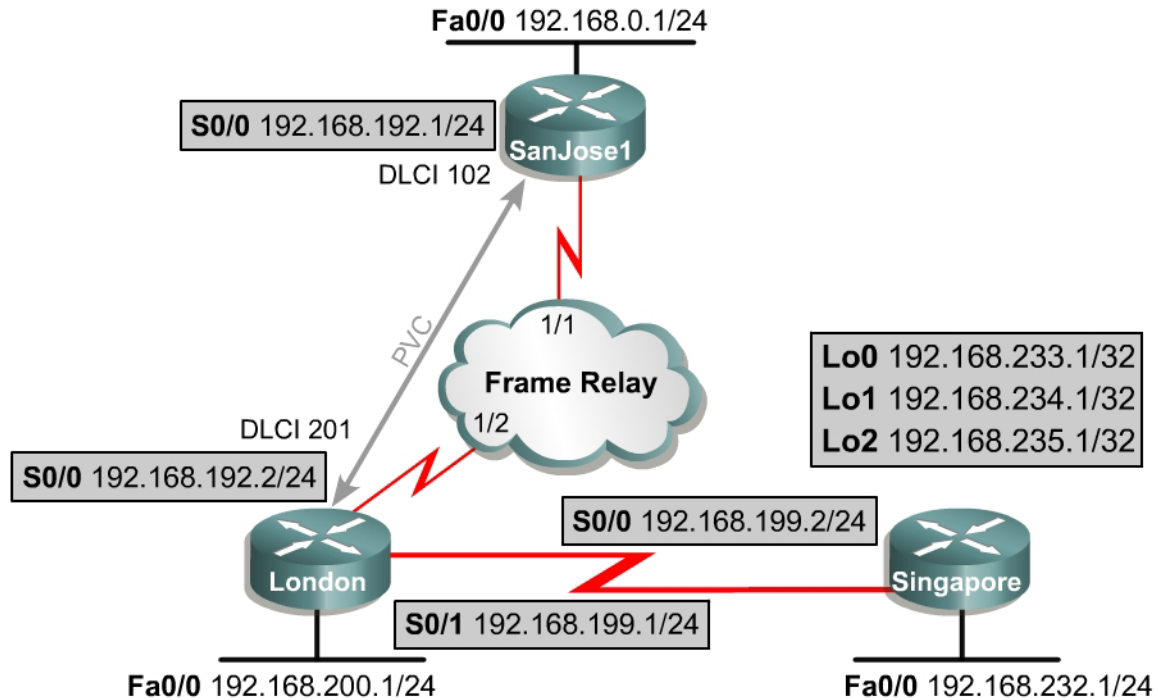 Fa0/0 192.168.0.1/24
S0/0 192.168.192.1/24
SanJose1
DLCI 102
PVC
1/1
Frame Relay
1/2
Lo0 192.168.233.1/32
Lo1 192.168.234.1/32
Lo2 192.168.235.1/32
DLCI 201
S0/0 192.168.192.2/24
S0/0 192.168.199.2/24
London
Singapore
S0/1 192.168.199.1/24
Fa0/0 192.168.200.1/24
Fa0/0 192.168.232.1/24